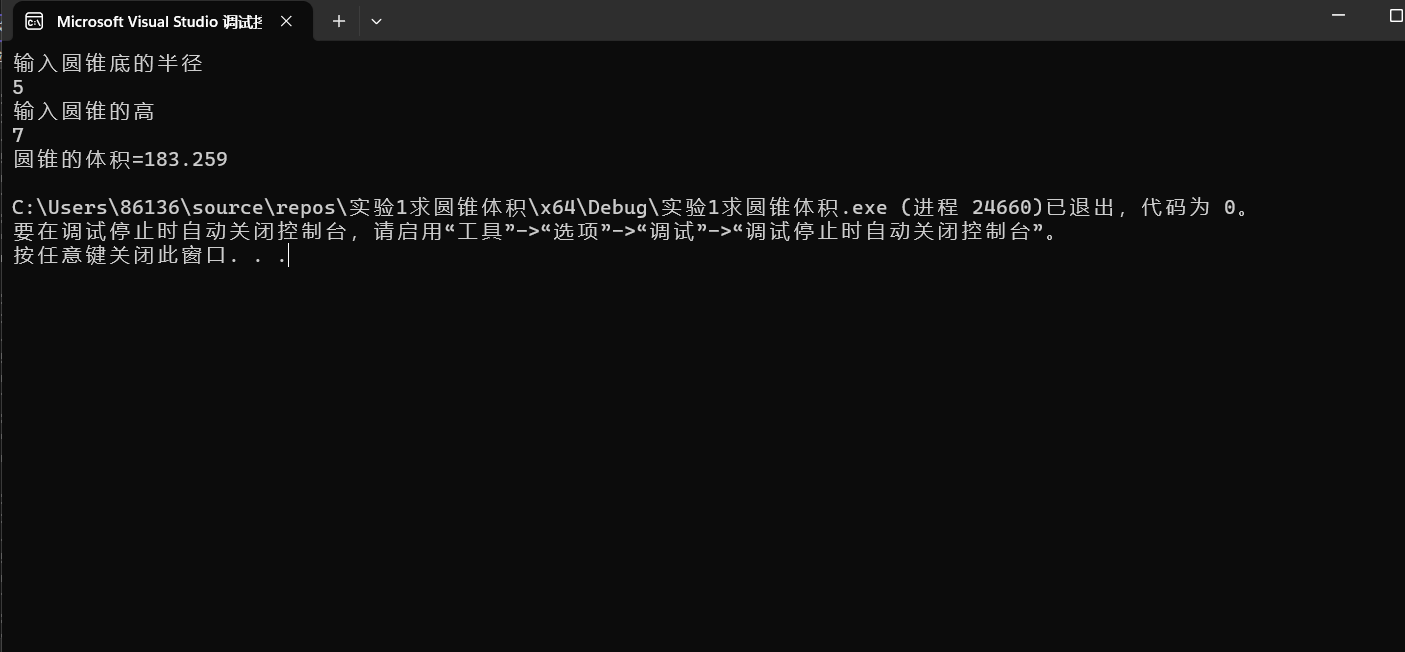 Microsoft Visual Studio 调试
输入圆锥底的半径
5
输入圆锥的高
7
圆锥的体积=183.259
C:\Users\86136\source\repos\实验1求圆锥体积\x64\Debug\实验1求圆锥体积.exe (进程 24660)已退出，代码为 0。
要在调试停止时自动关闭控制台，请启用“工具”->“选项”->“调试”->“调试停止时自动关闭控制台”。
按任意键关闭此窗口. . .